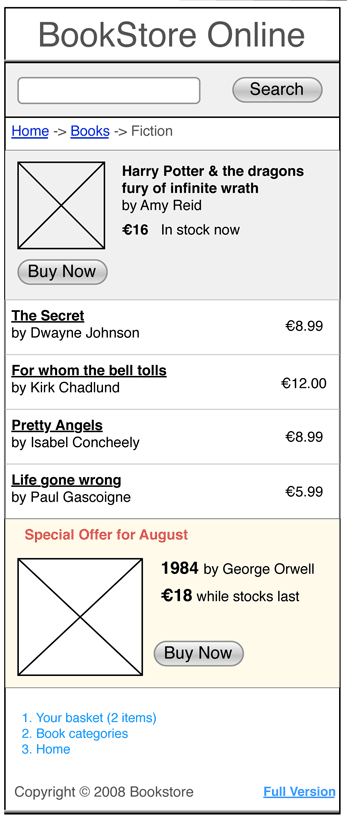 BookStore Online
Search
Home -> Books -> Fiction
Harry Potter & the dragons
fury of infinite wrath
by Amy Reid
€16 In stock now
Buy Now
The Secret
by Dwayne Johnson
€8.99
For whom the bell tolls
by Kirk Chadlund
€12.00
Pretty Angels
by Isabel Concheely
€8.99
Life gone wrong
by Paul Gascoigne
€5.99
Special Offer for August
1984 by George Orwell
€18 while stocks last
Buy Now
1. Your basket (2 items)
2. Book categories
3. Home
Copyright © 2008 Bookstore
Full Version